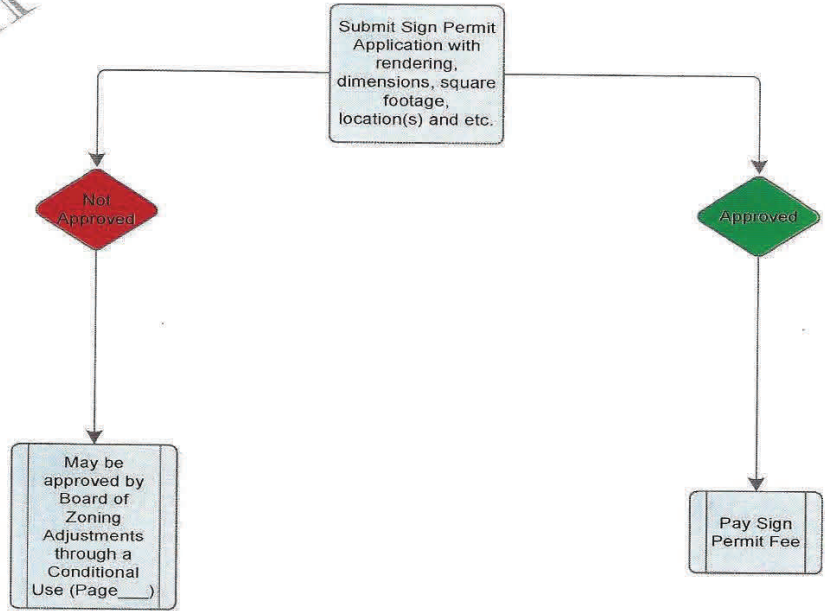 Submit Sign Permit
Application with
rendering,
dimensions, square
footage,
location(s) and etc.
Not
Approved
Approved
May be
approved by
Board of
Zoning
Adjustments
through a
Conditional
Use (Page___)
Pay Sign
Permit Fee